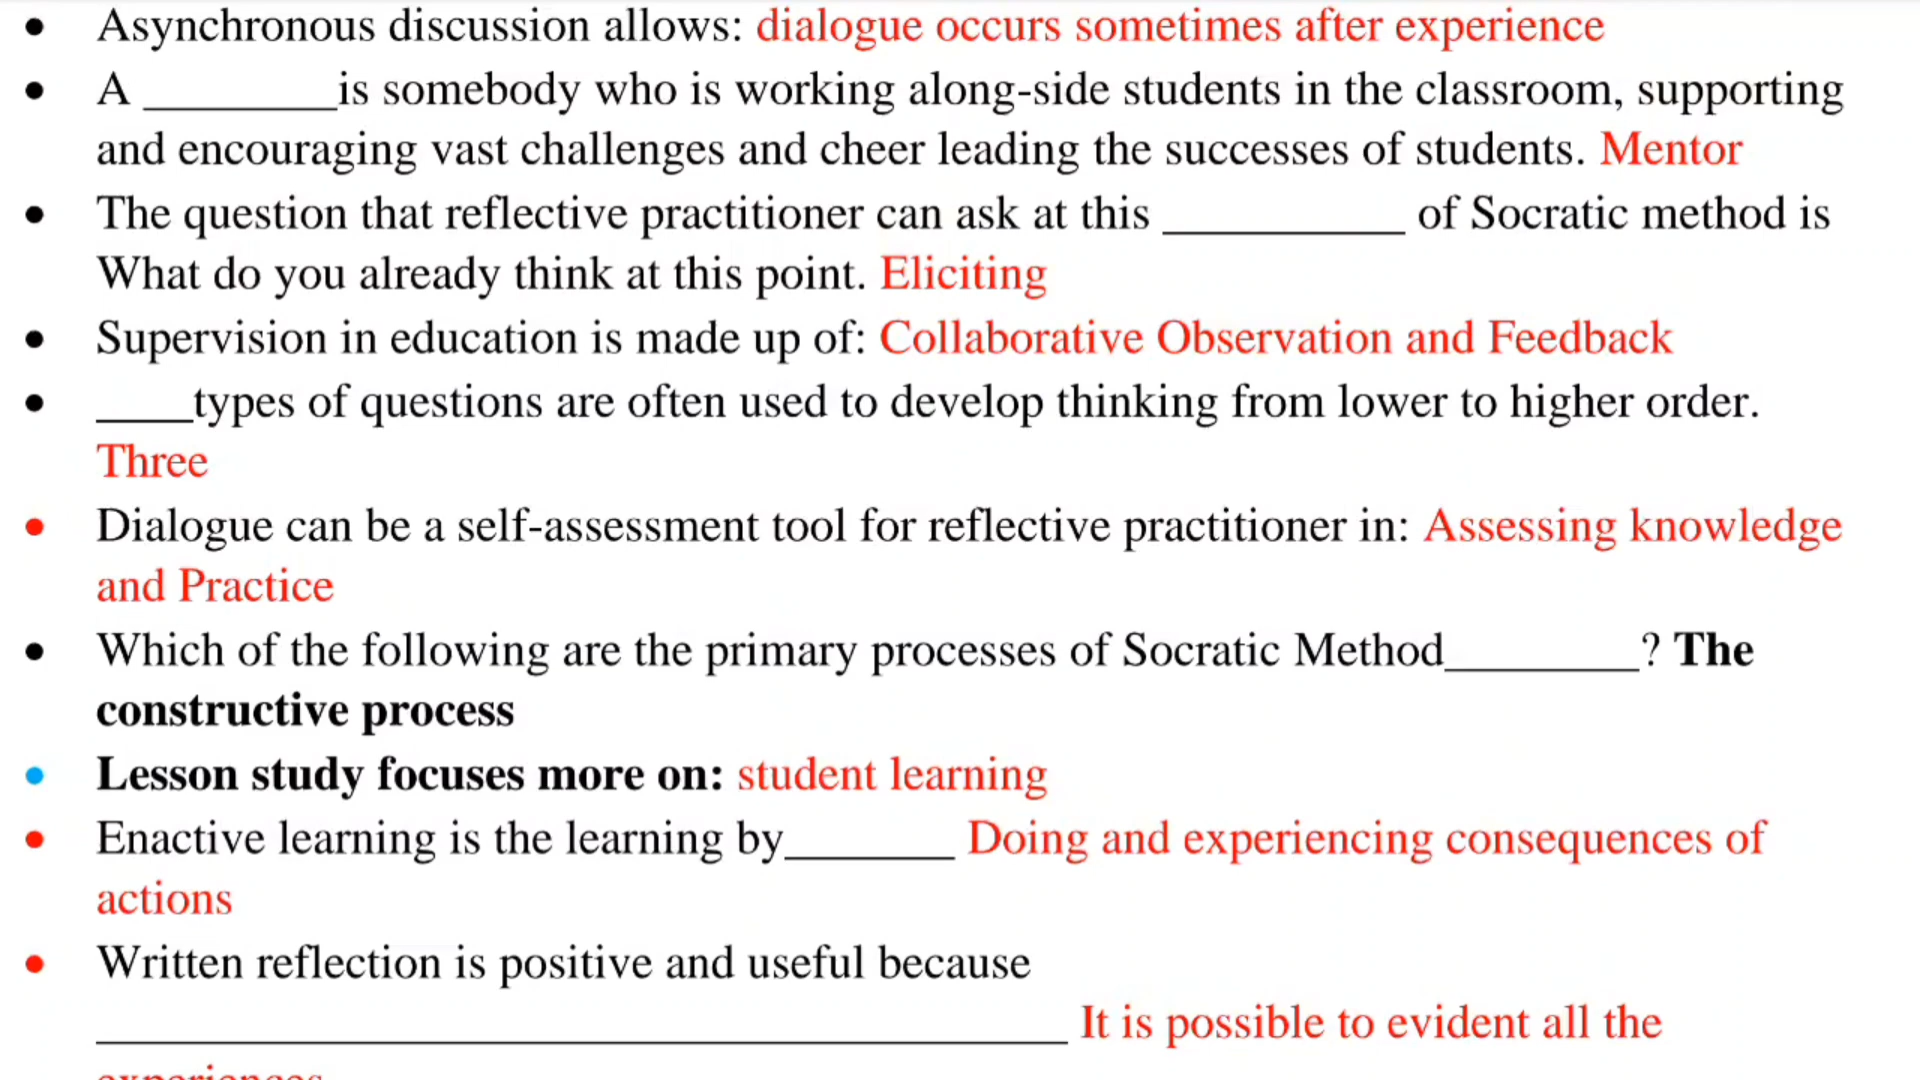 • Asynchronous discussion allows: dialogue occurs sometimes after experience
• A ________is somebody who is working along-side students in the classroom, supporting
and encouraging vast challenges and cheer leading the successes of students. Mentor
• The question that reflective practitioner can ask at this __________ of Socratic method is
What do you already think at this point. Eliciting
• Supervision in education is made up of: Collaborative Observation and Feedback
• ____types of questions are often used to develop thinking from lower to higher order.
Three
• Dialogue can be a self-assessment tool for reflective practitioner in: Assessing knowledge
and Practice
• Which of the following are the primary processes of Socratic Method________? The
constructive process
• Lesson study focuses more on: student learning
• Enactive learning is the learning by_______ Doing and experiencing consequences of
actions
• Written reflection is positive and useful because
________________________________________ It is possible to evident all the
experiences